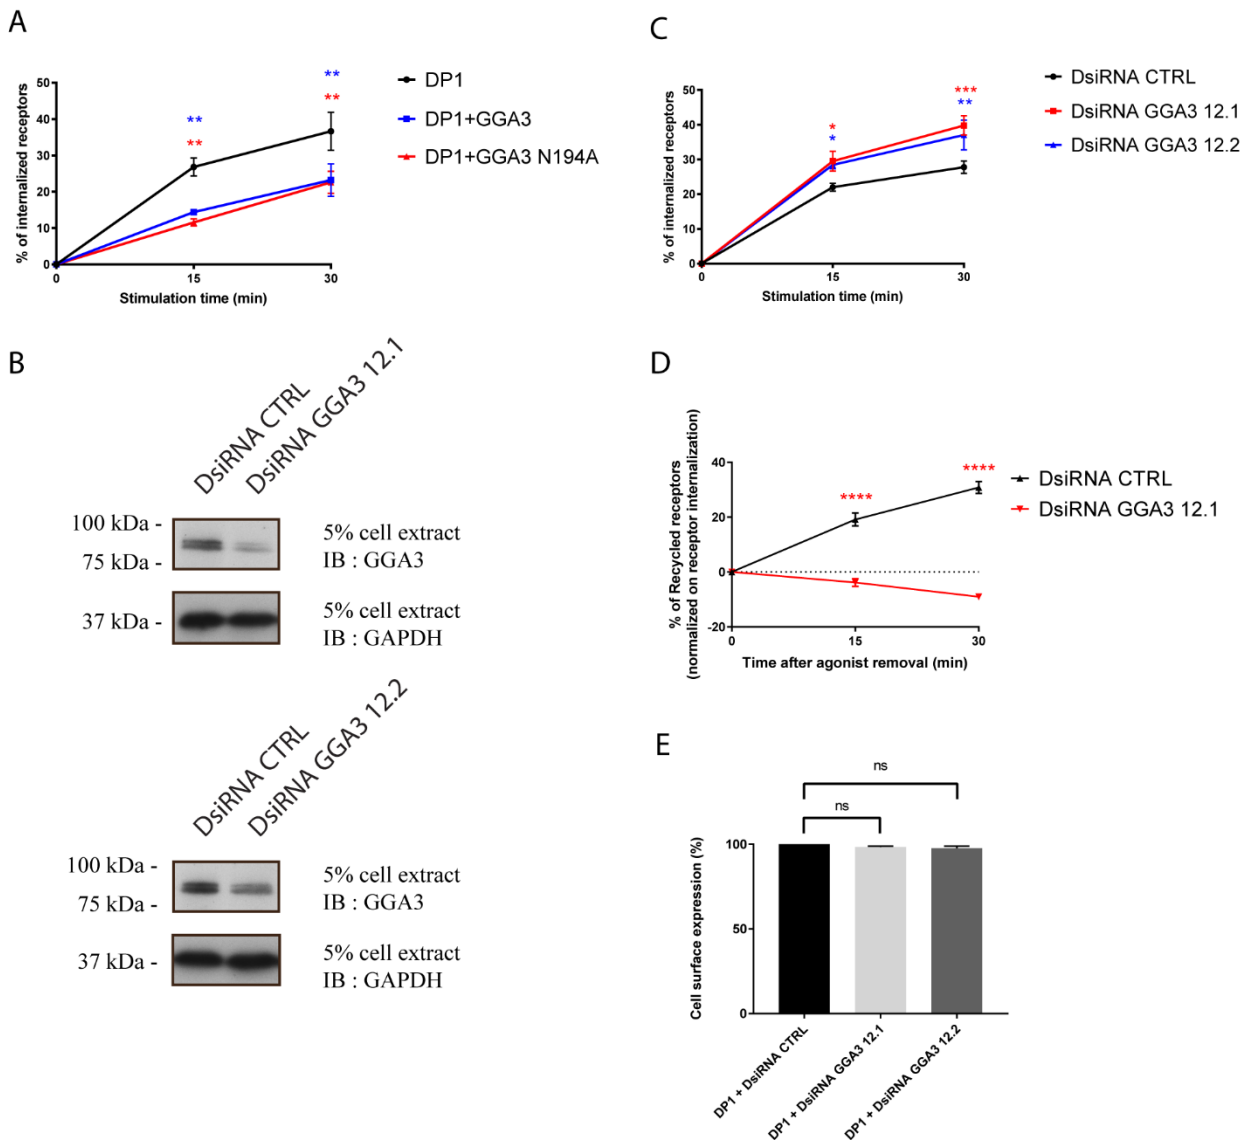 A
50
40
30
20
10
0
% of internalized receptors
**
**
**
**
0
15
30
Stimulation time (min)
DP1
DP1+GGA3
DP1+GGA3 N194A
C
50
40
30
20
10
0
% of internalized receptors
*
*
***
**
0
15
30
Stimulation time (min)
DsiRNA CTRL
DsiRNA GGA3 12.1
DsiRNA GGA3 12.2
B
DsiRNA CTRL
DsiRNA GGA3 12.1
100 kDa -
75 kDa -
5% cell extract
IB : GGA3
37 kDa -
5% cell extract
IB : GAPDH
DsiRNA CTRL
DsiRNA GGA3 12.2
100 kDa -
75 kDa -
5% cell extract
IB : GGA3
37 kDa -
5% cell extract
IB : GAPDH
D
% of Recycled receptors
(normalized on receptor internalization)
40
20
0
-20
****
****
0
15
30
Time after agonist removal (min)
DsiRNA CTRL
DsiRNA GGA3 12.1
E
ns
ns
Cell surface expression (%)
100
50
0
DP1 + DsiRNA CTRL
DP1 + DsiRNA GGA3 12.1
DP1 + DsiRNA GGA3 12.2